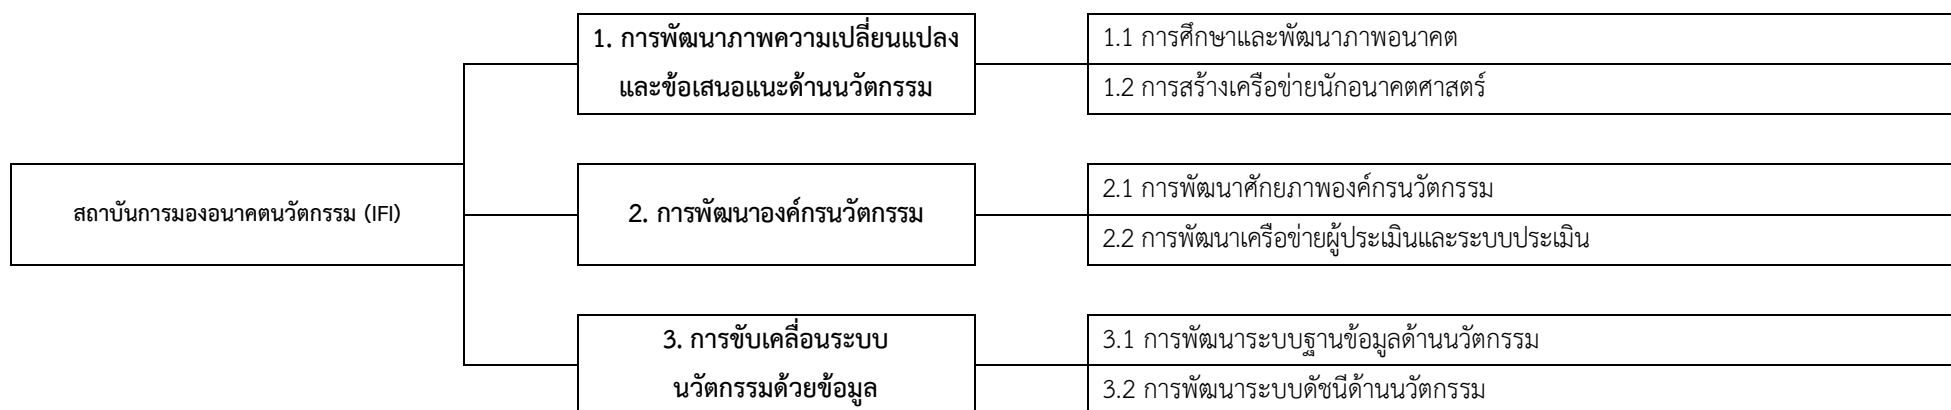 1. การพัฒนาภาพความเปลี่ยนแปลง
และข้อเสนอแนะด้านนวัตกรรม
1.1 การศึกษาและพัฒนาภาพอนาคต
1.2 การสร้างเครือข่ายนักอนาคตศาสตร์
สถาบันการมองอนาคตนวัตกรรม (IFI)
2. การพัฒนาองค์กรนวัตกรรม
2.1 การพัฒนาศักยภาพองค์กรนวัตกรรม
2.2 การพัฒนาเครือข่ายผู้ประเมินและระบบประเมิน
3. การขับเคลื่อนระบบ
นวัตกรรมด้วยข้อมูล
3.1 การพัฒนาระบบฐานข้อมูลด้านนวัตกรรม
3.2 การพัฒนาระบบดัชนีด้านนวัตกรรม